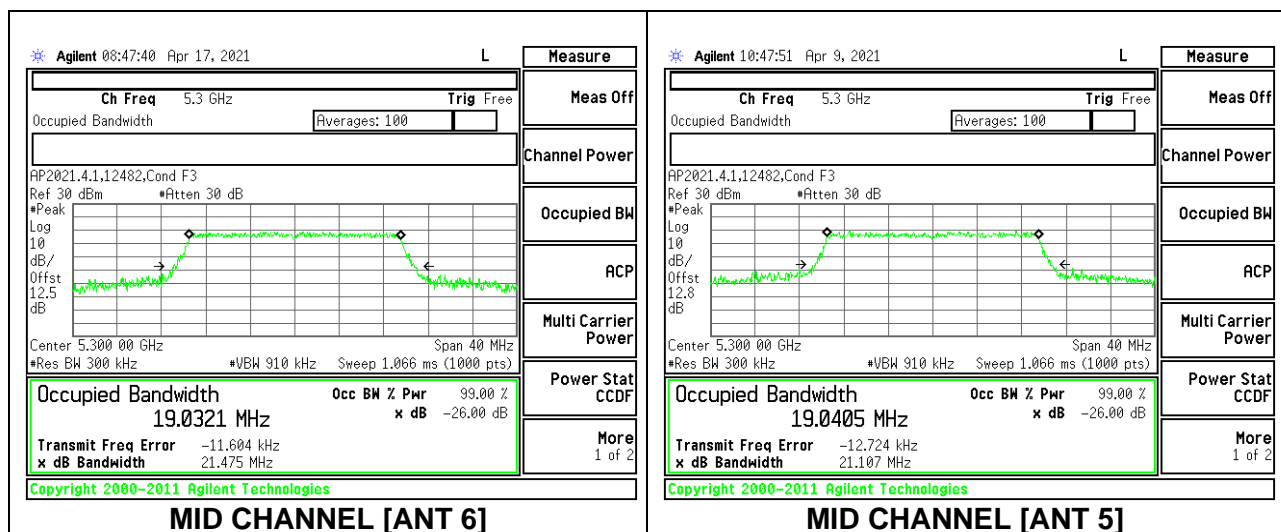 Agilent 08:47:40 Apr 17, 2021 L
Measure
Ch Freq 5.3 GHz Trig Free
Occupied Bandwidth Averages: 100
AP2021.4.1,12482,Cond F3
Ref 30 dBm #Atten 30 dB
#Peak
Log
10
dB/
Offst
12.5
dB
Center 5.300 00 GHz Span 40 MHz
#Res BW 300 kHz #VBW 910 kHz Sweep 1.066 ms (1000 pts)
Occupied Bandwidth Occ BW % Pwr 99.00 %
19.0321 MHz x dB -26.00 dB
Transmit Freq Error -11.604 kHz
x dB Bandwidth 21.475 MHz
Copyright 2000-2011 Agilent Technologies
Meas Off
Channel Power
Occupied BW
ACP
Multi Carrier
Power
Power Stat
CCDF
More
1 of 2
MID CHANNEL [ANT 6]
Agilent 10:47:51 Apr 9, 2021 L
Measure
Ch Freq 5.3 GHz Trig Free
Occupied Bandwidth Averages: 100
AP2021.4.1,12482,Cond F3
Ref 30 dBm #Atten 30 dB
#Peak
Log
10
dB/
Offst
12.8
dB
Center 5.300 00 GHz Span 40 MHz
#Res BW 300 kHz #VBW 910 kHz Sweep 1.066 ms (1000 pts)
Occupied Bandwidth Occ BW % Pwr 99.00 %
19.0405 MHz x dB -26.00 dB
Transmit Freq Error -12.724 kHz
x dB Bandwidth 21.107 MHz
Copyright 2000-2011 Agilent Technologies
Meas Off
Channel Power
Occupied BW
ACP
Multi Carrier
Power
Power Stat
CCDF
More
1 of 2
MID CHANNEL [ANT 5]